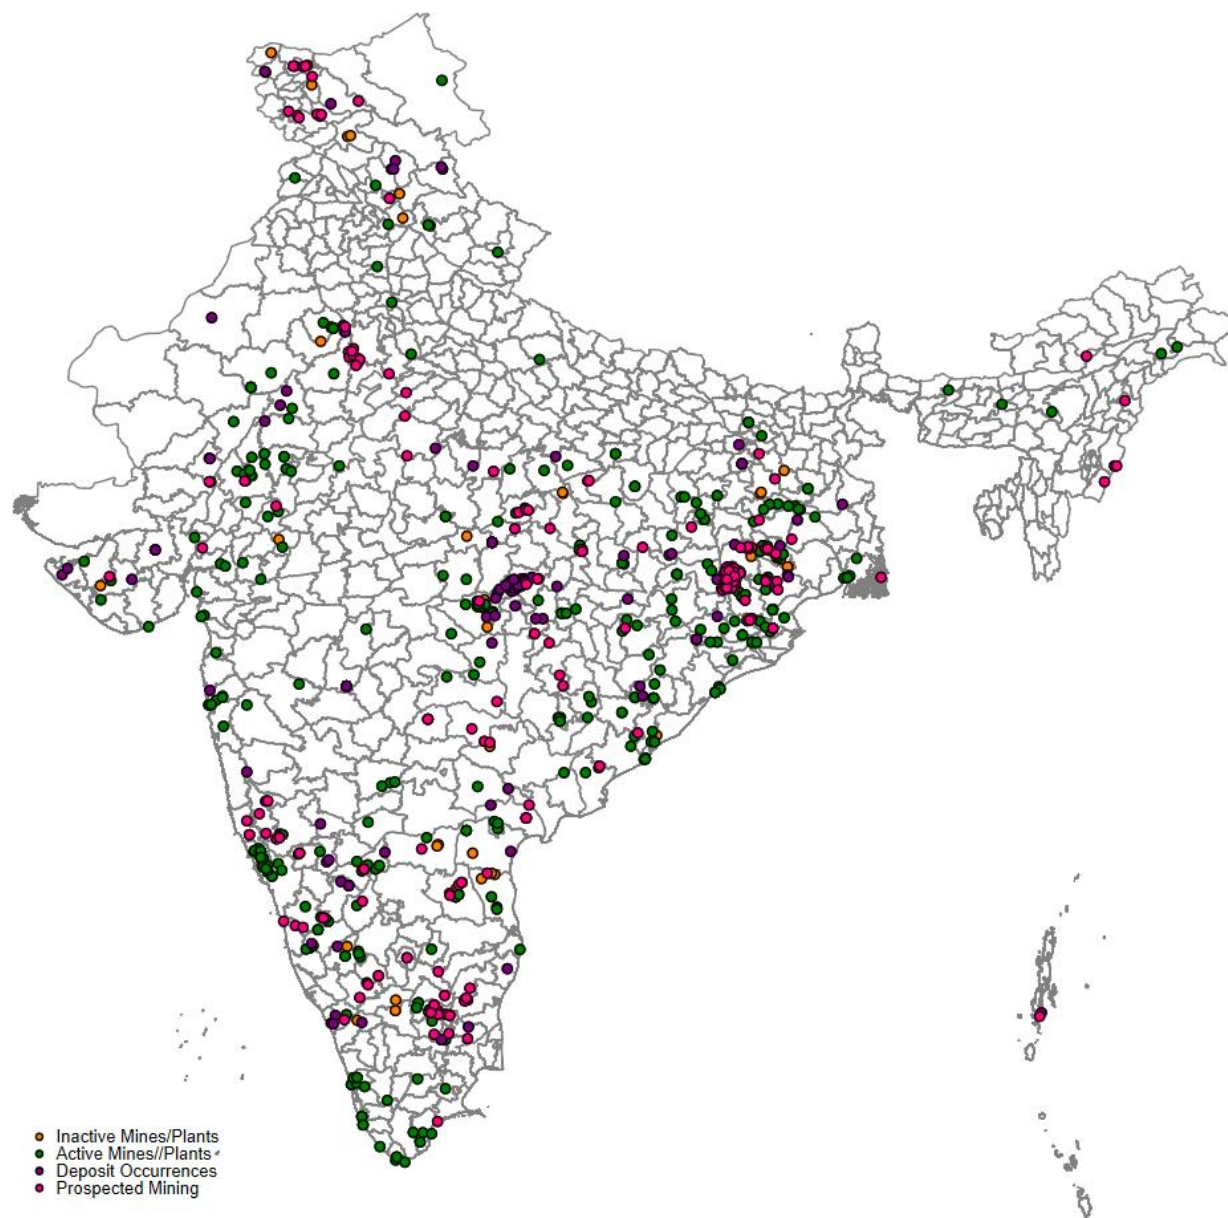 Inactive Mines/Plants
Active Mines//Plants
Deposit Occurrences
Prospected Mining